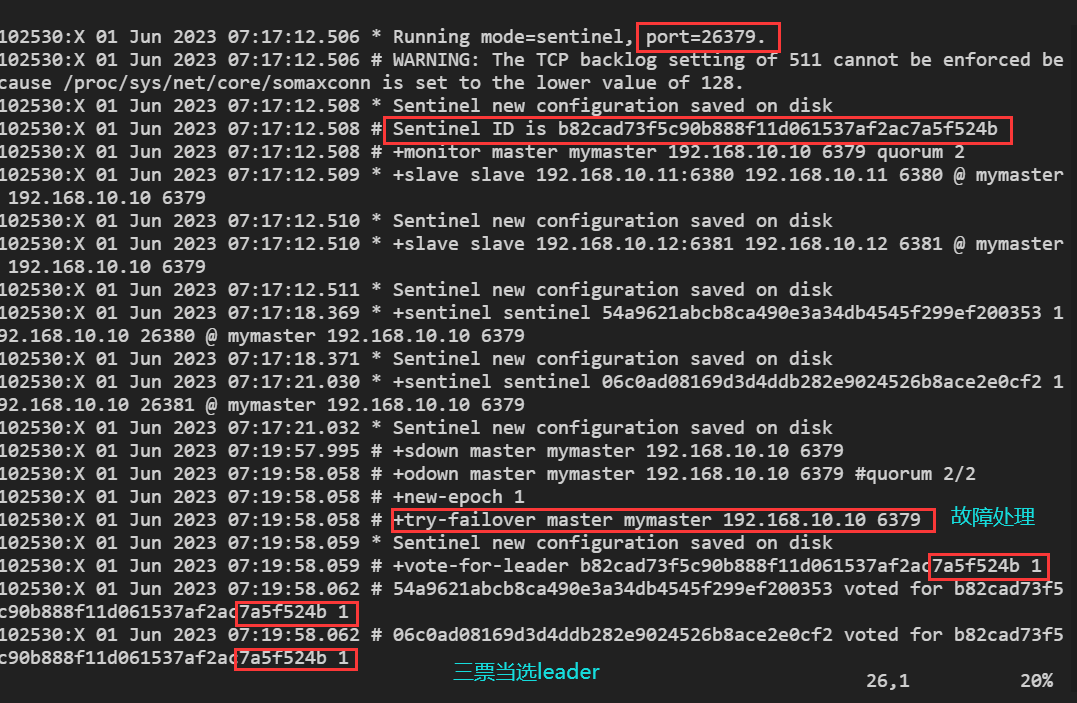 102530:X 01 Jun 2023 07:17:12.506 * Running mode=sentinel, port=26379.
102530:X 01 Jun 2023 07:17:12.506 # WARNING: The TCP backlog setting of 511 cannot be enforced be
cause /proc/sys/net/core/somaxconn is set to the lower value of 128.
102530:X 01 Jun 2023 07:17:12.508 * Sentinel new configuration saved on disk
102530:X 01 Jun 2023 07:17:12.508 # Sentinel ID is b82cad73f5c90b888f11d061537af2ac7a5f524b
102530:X 01 Jun 2023 07:17:12.508 # +monitor master mymaster 192.168.10.10 6379 quorum 2
102530:X 01 Jun 2023 07:17:12.509 * +slave slave 192.168.10.11:6380 192.168.10.11 6380 @ mymaster
192.168.10.10 6379
102530:X 01 Jun 2023 07:17:12.510 * Sentinel new configuration saved on disk
102530:X 01 Jun 2023 07:17:12.510 * +slave slave 192.168.10.12:6381 192.168.10.12 6381 @ mymaster
192.168.10.10 6379
102530:X 01 Jun 2023 07:17:12.511 * Sentinel new configuration saved on disk
102530:X 01 Jun 2023 07:17:18.369 * +sentinel sentinel 54a9621abcb8ca490e3a34db4545f299ef200353 1
92.168.10.10 26380 @ mymaster 192.168.10.10 6379
102530:X 01 Jun 2023 07:17:18.371 * Sentinel new configuration saved on disk
102530:X 01 Jun 2023 07:17:21.030 * +sentinel sentinel 06c0ad08169d3d4ddb282e9024526b8ace2e0cf2 1
92.168.10.10 26381 @ mymaster 192.168.10.10 6379
102530:X 01 Jun 2023 07:17:21.032 * Sentinel new configuration saved on disk
102530:X 01 Jun 2023 07:19:57.995 # +sdown master mymaster 192.168.10.10 6379
102530:X 01 Jun 2023 07:19:58.058 # +odown master mymaster 192.168.10.10 6379 #quorum 2/2
102530:X 01 Jun 2023 07:19:58.058 # +new-epoch 1
102530:X 01 Jun 2023 07:19:58.058 # +try-failover master mymaster 192.168.10.10 6379 故障处理
102530:X 01 Jun 2023 07:19:58.059 * Sentinel new configuration saved on disk
102530:X 01 Jun 2023 07:19:58.059 # +vote-for-leader b82cad73f5c90b888f11d061537af2ac7a5f524b 1
102530:X 01 Jun 2023 07:19:58.062 # 54a9621abcb8ca490e3a34db4545f299ef200353 voted for b82cad73f5
c90b888f11d061537af2ac7a5f524b 1
102530:X 01 Jun 2023 07:19:58.062 # 06c0ad08169d3d4ddb282e9024526b8ace2e0cf2 voted for b82cad73f5
c90b888f11d061537af2ac7a5f524b 1
三票当选leader
26,1 20%